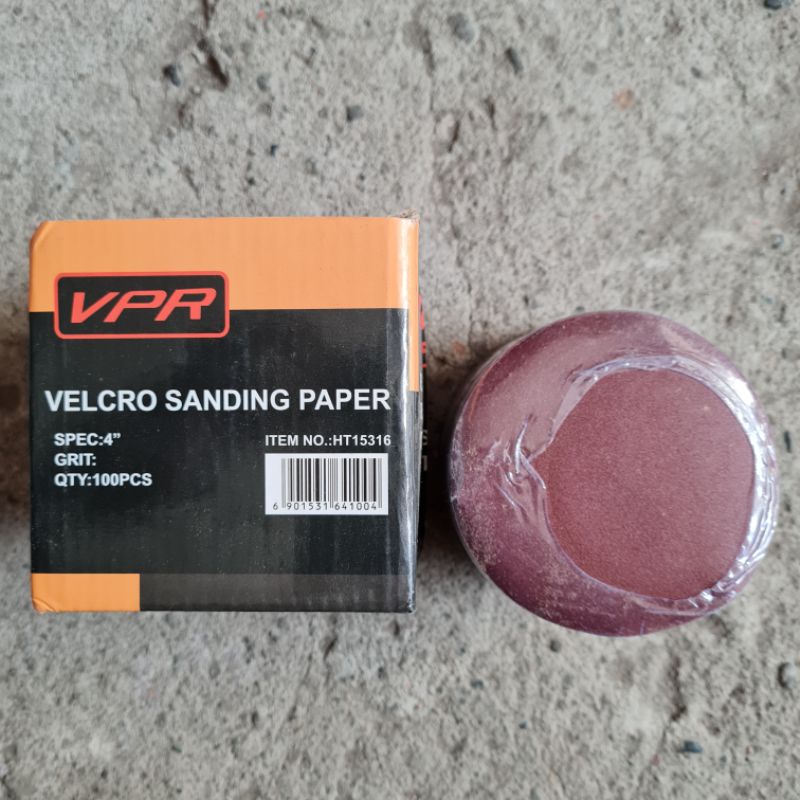 VPR
VELCRO SANDING PAPER
SPEC:4”
GRIT:
QTY:100PCS
ITEM NO.:HT15316
6 901531 641004